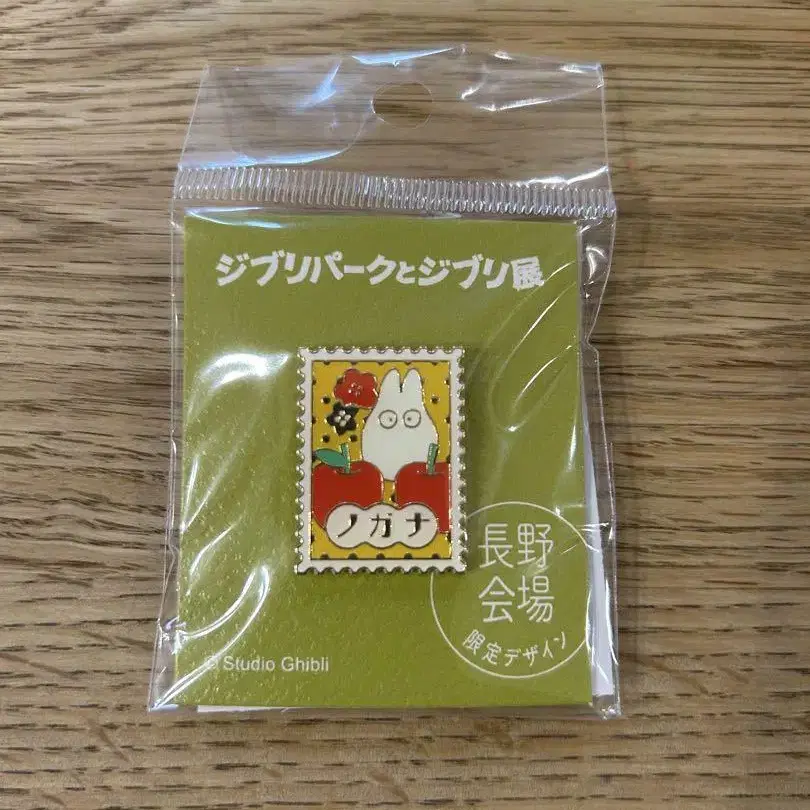 ジブリパークとジブリ展
ノガナ
長野
会場
限定デザイン
© Studio Ghibli